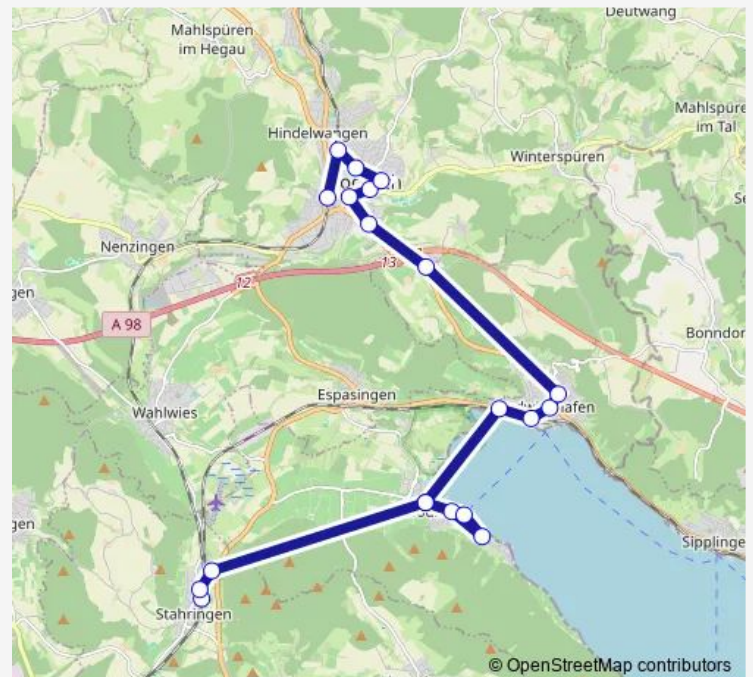 Deutwang
Mahlspüren
im Hegau
Mahlspüre
im Tal
Hindelwangen
Winterspüren
Nenzingen
13
12
A 98
Bonndor
Espasingen
Wahlwies
Sipplinge
Stahringen
© OpenStreetMap contributors